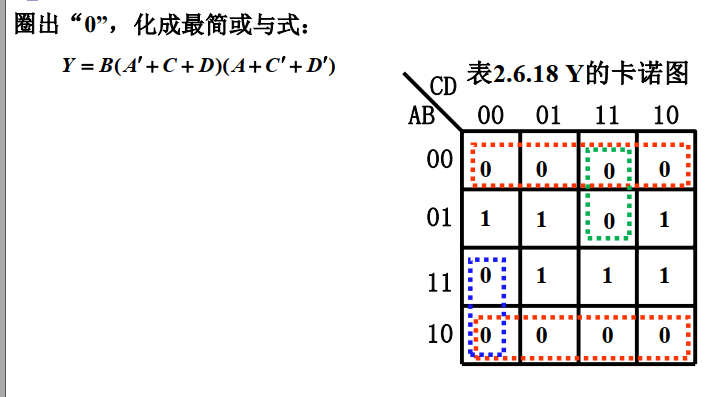 圈出“0”，化成最简或与式：
Y = B(A′+C+D)(A+C′+D′)
表2.6.18 Y的卡诺图
CD
AB 00 01 11 10
00 0 0 0 0
01 1 1 0 1
11 0 1 1 1
10 0 0 0 0